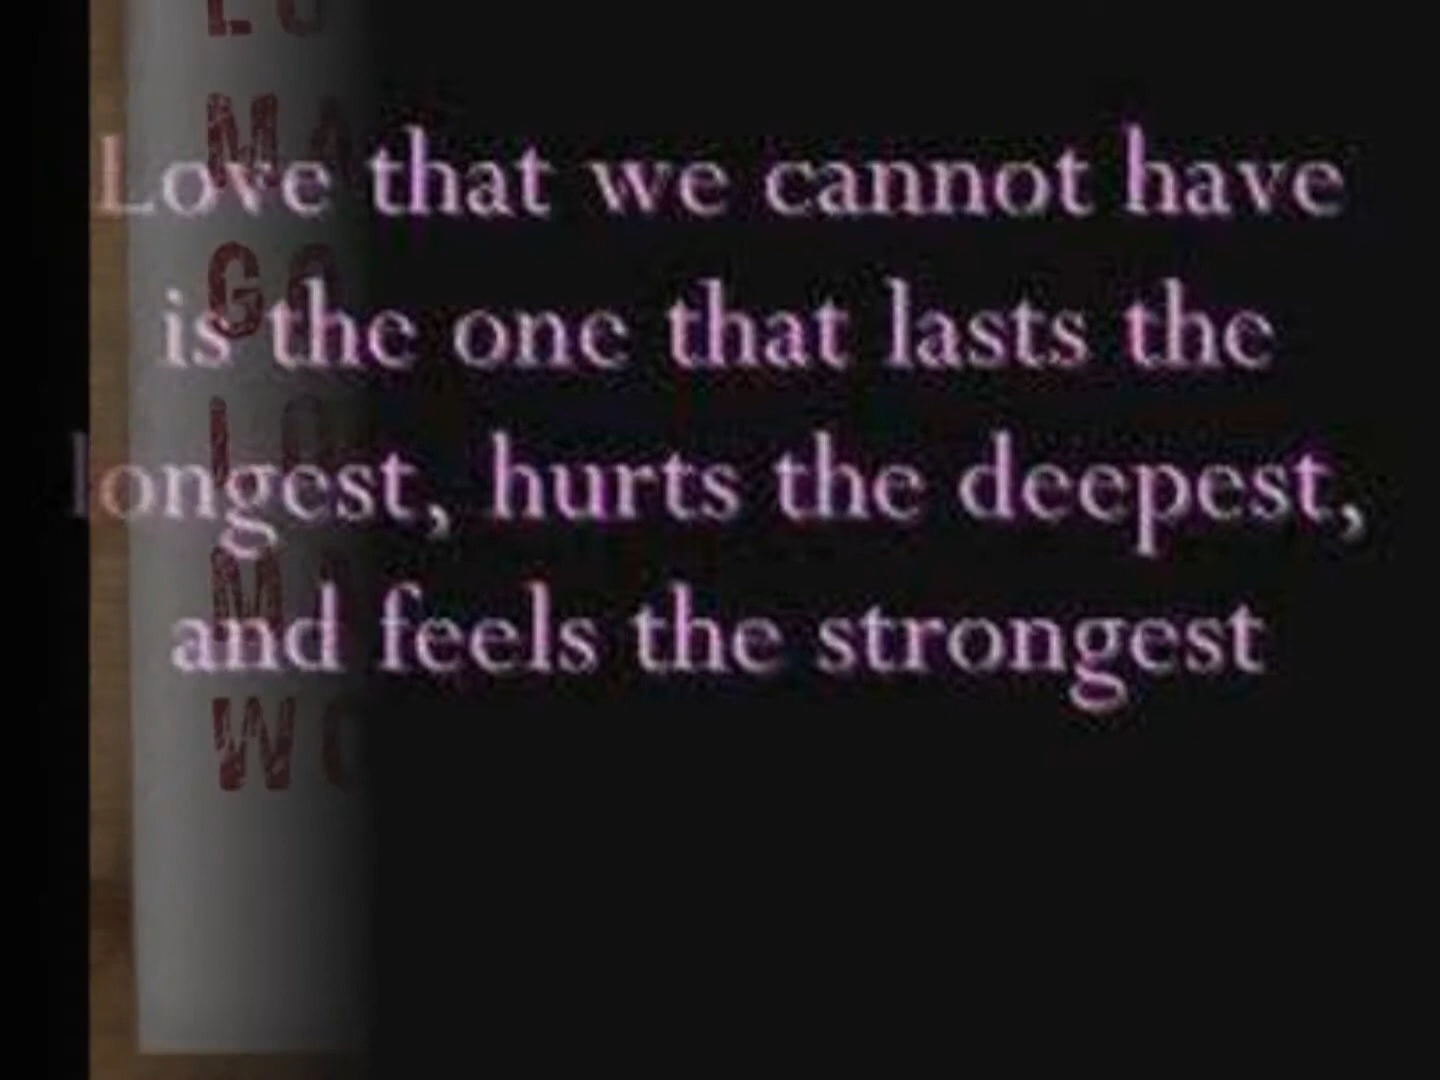 Love that we cannot have
is the one that lasts the
longest, hurts the deepest,
and feels the strongest